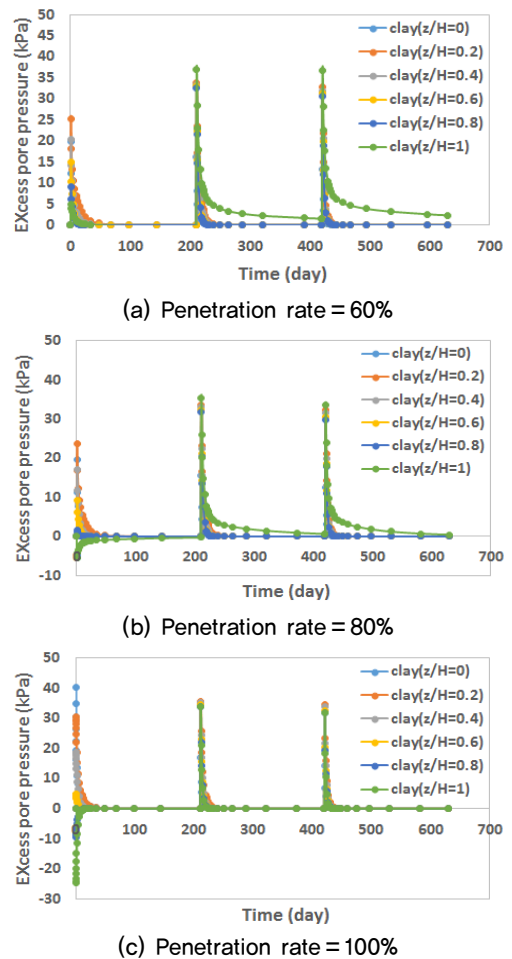 EXcess pore pressure (kPa)
50
45
40
35
30
25
20
15
10
5
0
clay(z/H=0)
clay(z/H=0.2)
clay(z/H=0.4)
clay(z/H=0.6)
clay(z/H=0.8)
clay(z/H=1)
0 100 200 300 400 500 600 700
Time (day)
(a) Penetration rate = 60%
EXcess pore pressure (kPa)
50
40
30
20
10
0
-10
clay(z/H=0)
clay(z/H=0.2)
clay(z/H=0.4)
clay(z/H=0.6)
clay(z/H=0.8)
clay(z/H=1)
0 100 200 300 400 500 600 700
Time (day)
(b) Penetration rate = 80%
EXcess pore pressure (kPa)
50
40
30
20
10
0
-10
-20
-30
clay(z/H=0)
clay(z/H=0.2)
clay(z/H=0.4)
clay(z/H=0.6)
clay(z/H=0.8)
clay(z/H=1)
0 100 200 300 400 500 600 700
Time (day)
(c) Penetration rate = 100%